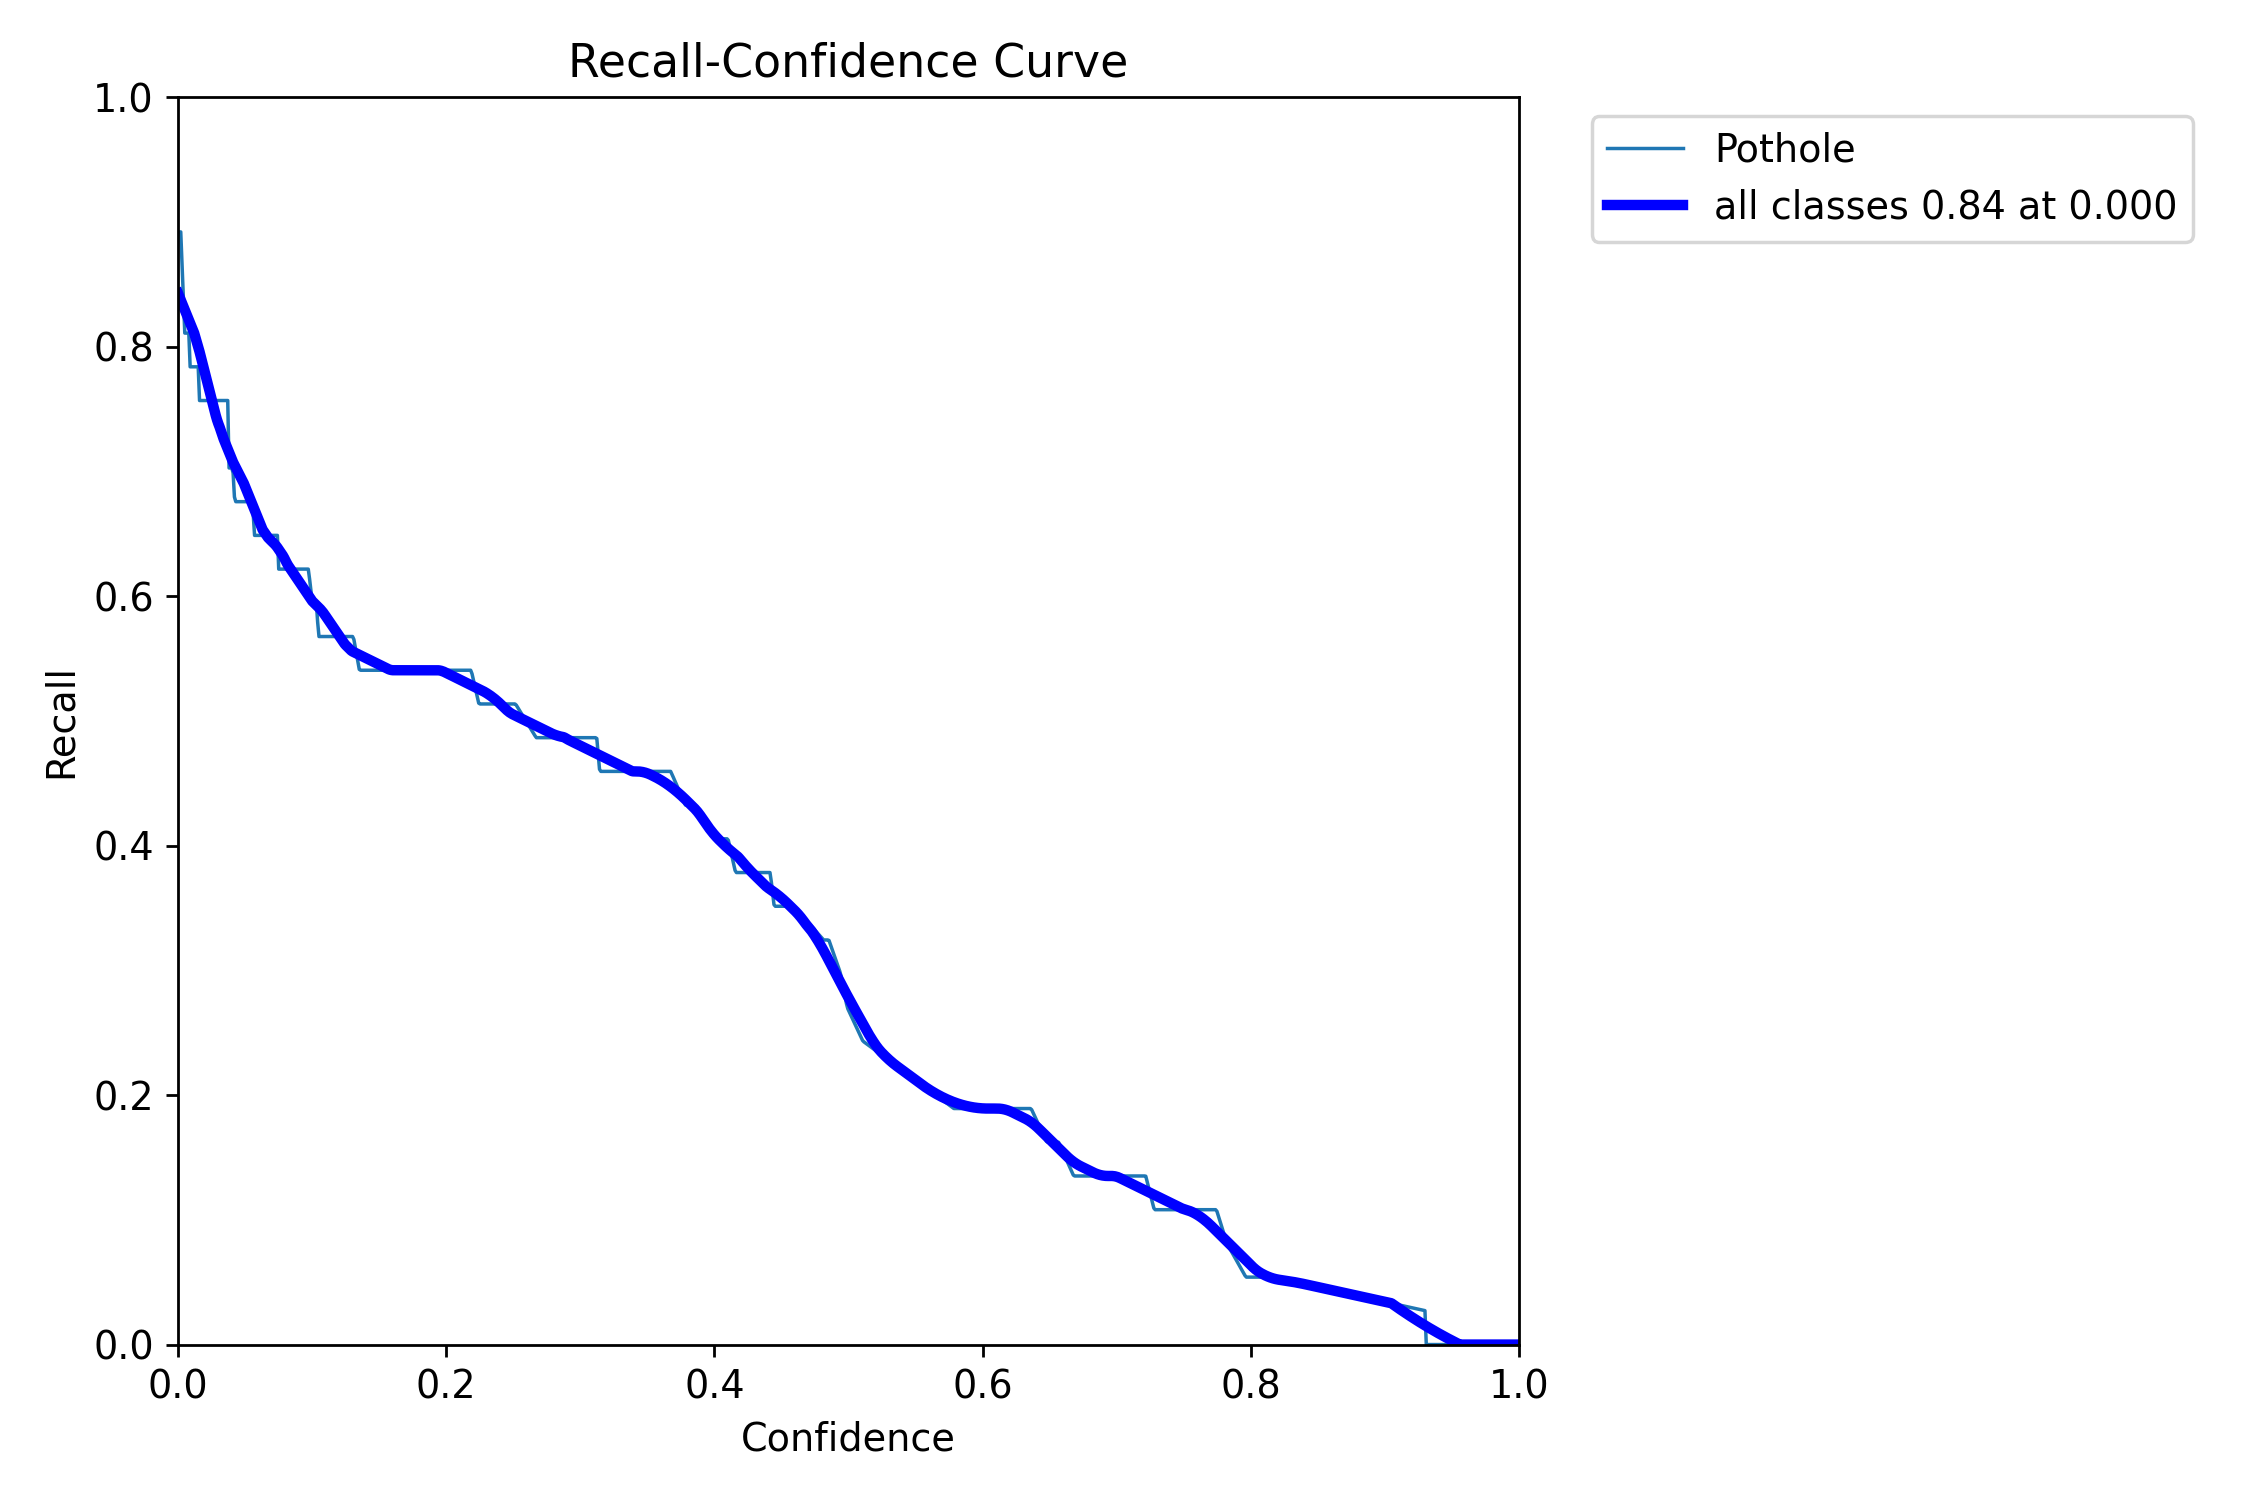 Recall-Confidence Curve
1.0
0.8
0.6
0.4
0.2
0.0
Recall
0.0 0.2 0.4 0.6 0.8 1.0
Confidence
Pothole
all classes 0.84 at 0.000